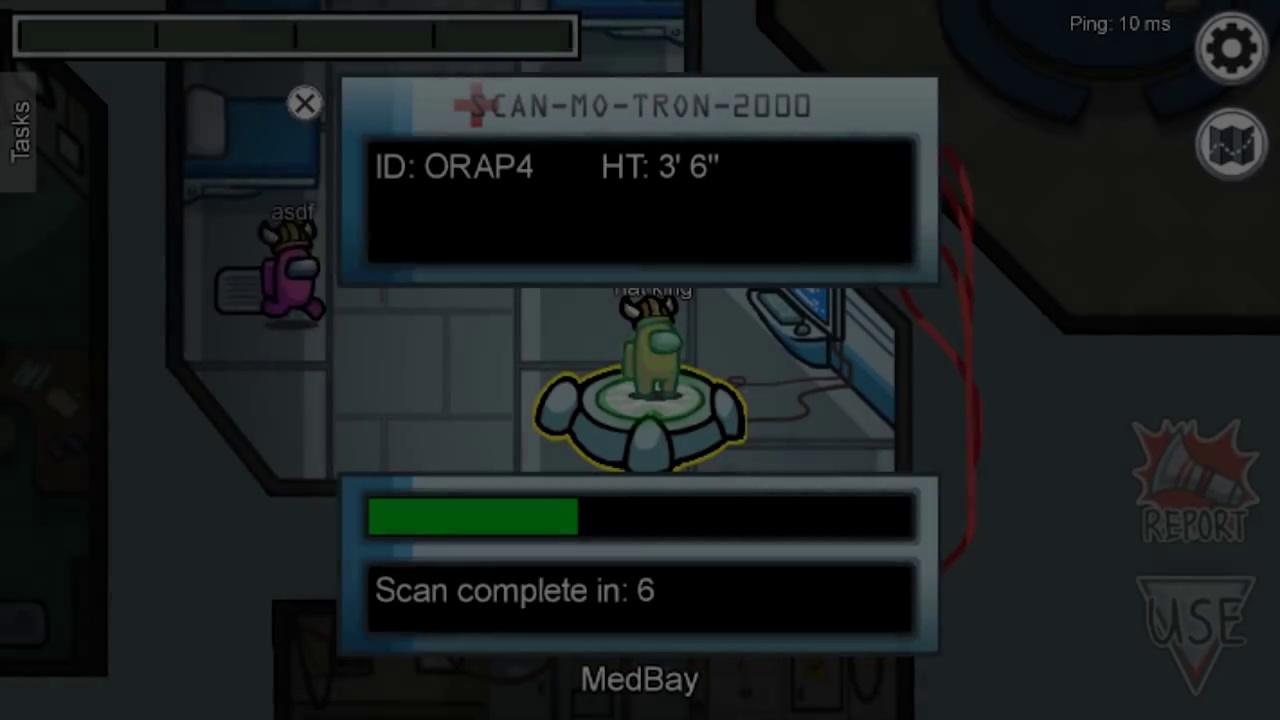 Ping: 10 ms
Tasks
SCAN-MO-TRON-2000
ID: ORAP4 HT: 3' 6"
asdf
hat king
REPORT
Scan complete in: 6
USE
MedBay